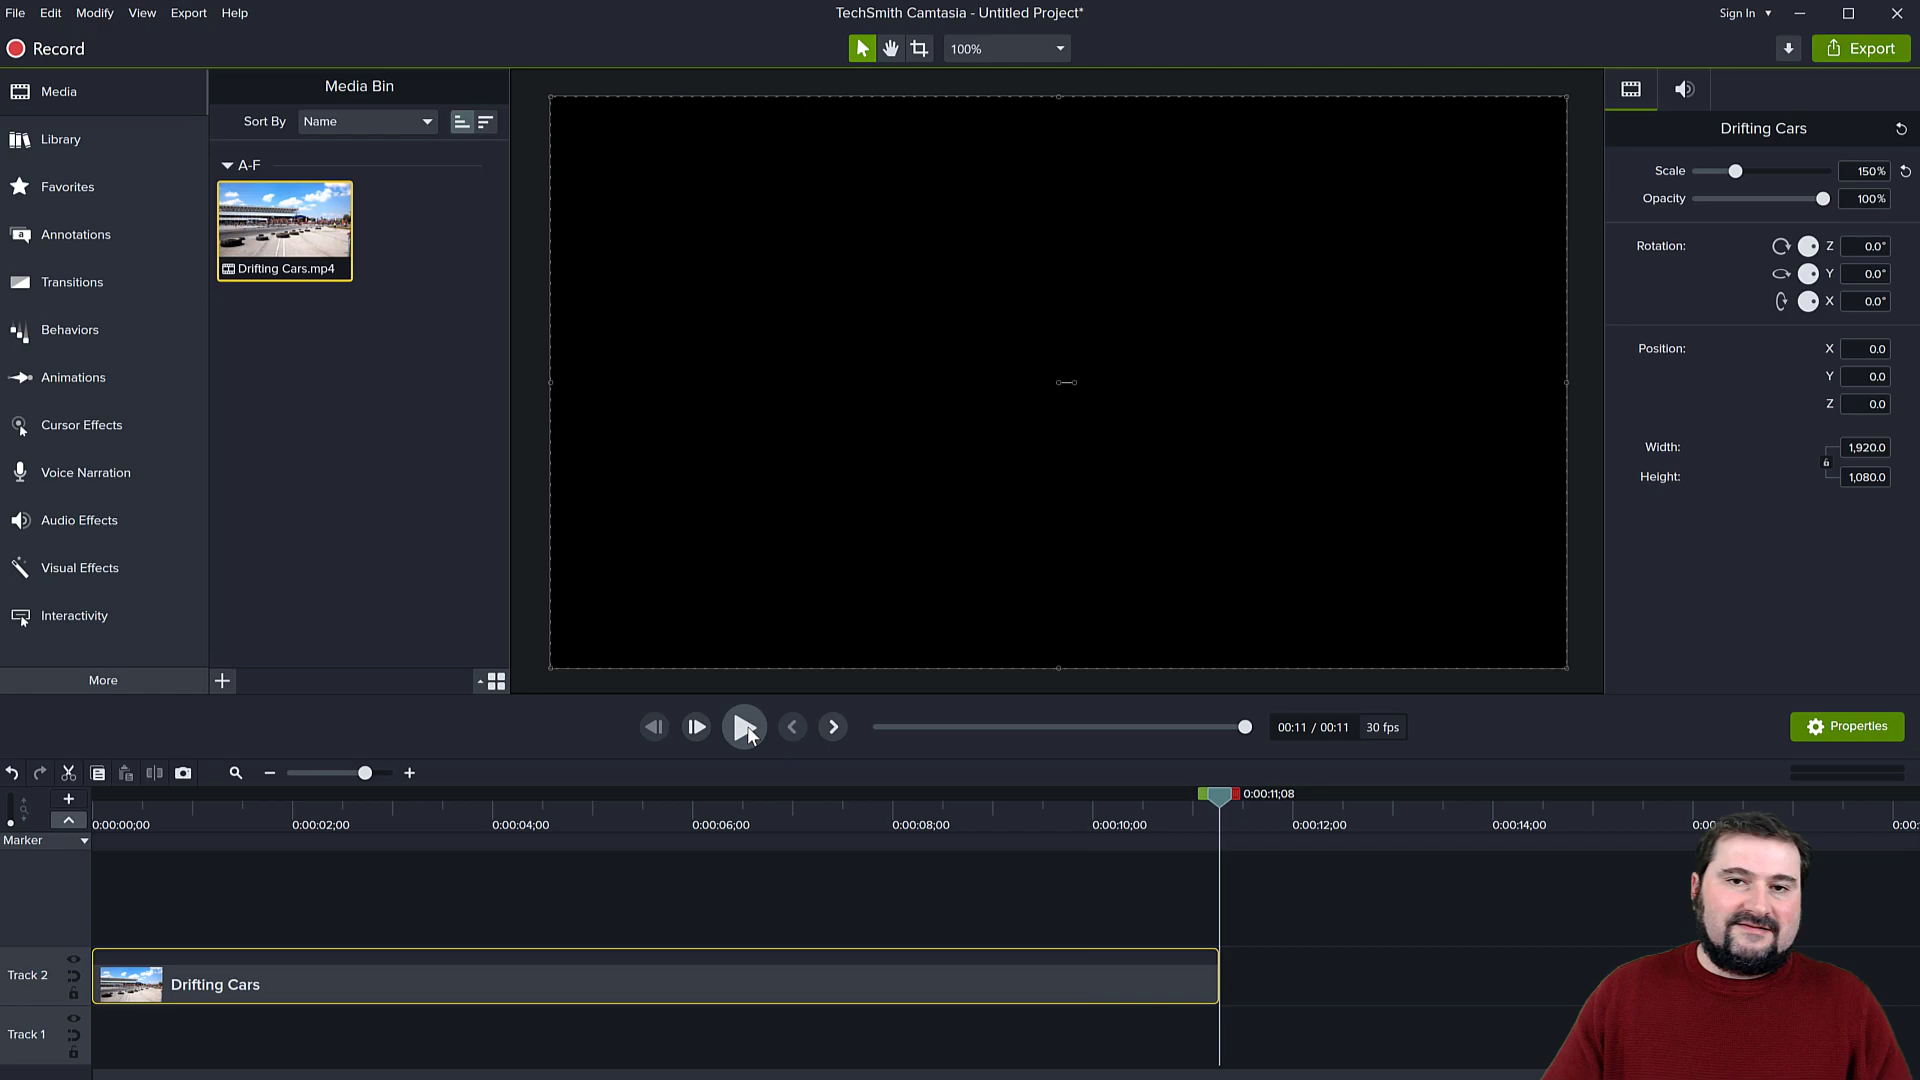 File Edit Modify View Export Help
TechSmith Camtasia - Untitled Project*
Sign In
Record
100%
Export
Media
Library
Favorites
Annotations
Transitions
Behaviors
Animations
Cursor Effects
Voice Narration
Audio Effects
Visual Effects
Interactivity
More
Media Bin
Sort By Name
A-F
Drifting Cars.mp4
Drifting Cars
Scale 150%
Opacity 100%
Rotation: Z 0.0°
Y 0.0°
X 0.0°
Position: X 0.0
Y 0.0
Z 0.0
Width: 1,920.0
Height: 1,080.0
00:11 / 00:11 30 fps
Properties
0:00:11;08
0:00:00;00 0:00:02;00 0:00:04;00 0:00:06;00 0:00:08;00 0:00:10;00 0:00:12;00 0:00:14;00
Marker
Track 2
Drifting Cars
Track 1